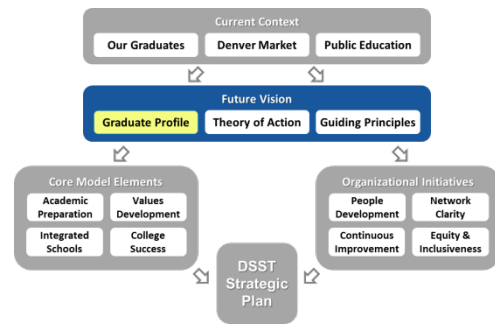 Current Context
Our Graduates
Denver Market
Public Education
Future Vision
Graduate Profile
Theory of Action
Guiding Principles
Core Model Elements
Academic
Preparation
Values
Development
Integrated
Schools
College
Success
Organizational Initiatives
People
Development
Network
Clarity
Continuous
Improvement
Equity &
Inclusiveness
DSST
Strategic
Plan